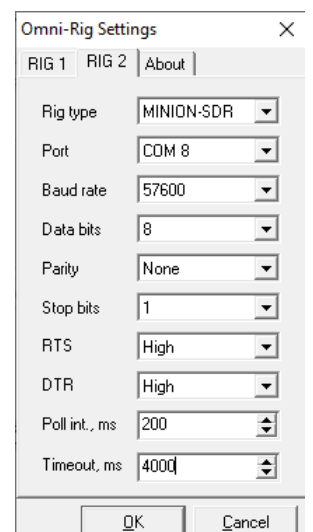 Omni-Rig Settings
RIG 1 RIG 2 About
Rig type MINION-SDR
Port COM 8
Baud rate 57600
Data bits 8
Parity None
Stop bits 1
RTS High
DTR High
Poll int., ms 200
Timeout, ms 4000
OK Cancel